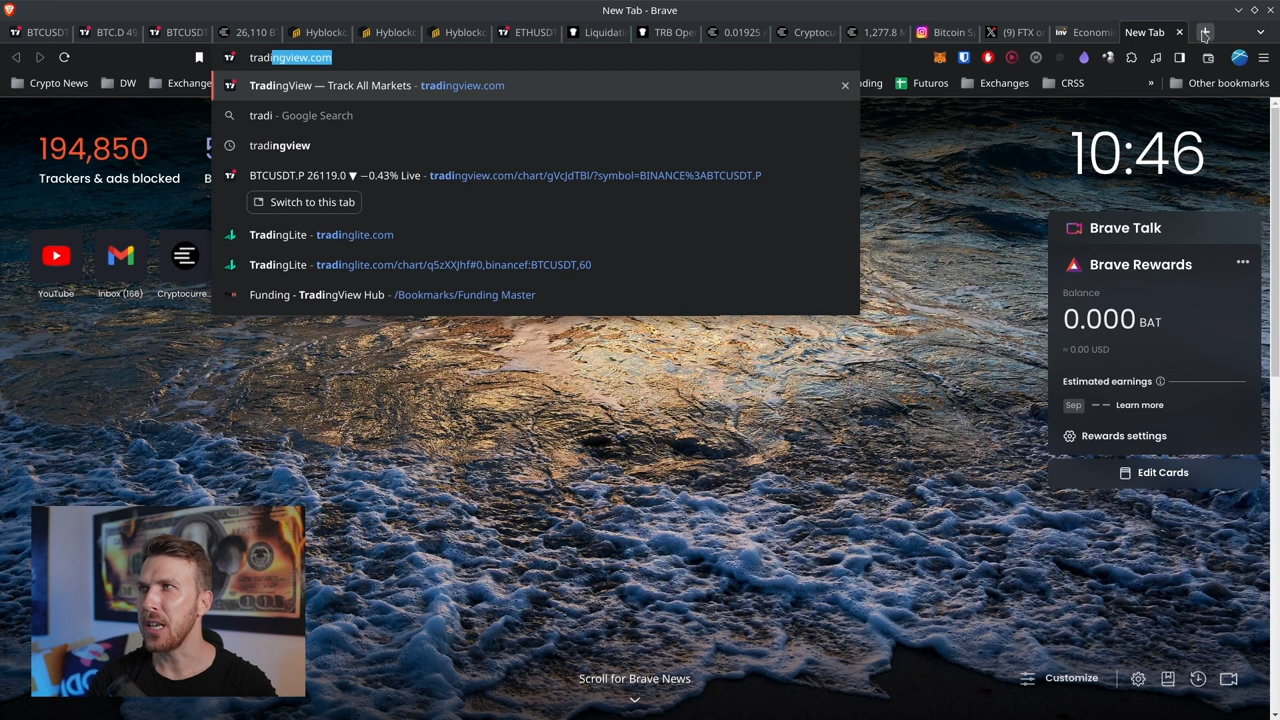 New Tab - Brave
BTCUSDT
BTC.D 49
BTCUSDT
26,110 B
Hyblock
Hyblock
Hyblock
ETHUSDT
Liquidati
TRB Ope
0.01925
Cryptocu
1,277.8 M
Bitcoin S
(9) FTX
Economi
New Tab
tradingview.com
Crypto News
DW
Exchange
ding
Futuros
Exchanges
CRSS
»
Other bookmarks
TradingView — Track All Markets - tradingview.com
tradi - Google Search
tradingview
BTCUSDT.P 26119.0 ▼ −0.43% Live - tradingview.com/chart/gVcJdTBl/?symbol=BINANCE%3ABTCUSDT.P
Switch to this tab
TradingLite - tradinglite.com
TradingLite - tradinglite.com/chart/q5zXXJhf#0,binancef:BTCUSDT,60
Funding - TradingView Hub - /Bookmarks/Funding Master
194,850
Trackers & ads blocked
B
10:46
YouTube
Inbox (166)
Cryptocurre...
Brave Talk
Brave Rewards
Balance
0.000 BAT
≈ 0.00 USD
Estimated earnings
Sep
Learn more
Rewards settings
Edit Cards
100
Scroll for Brave News
Customize